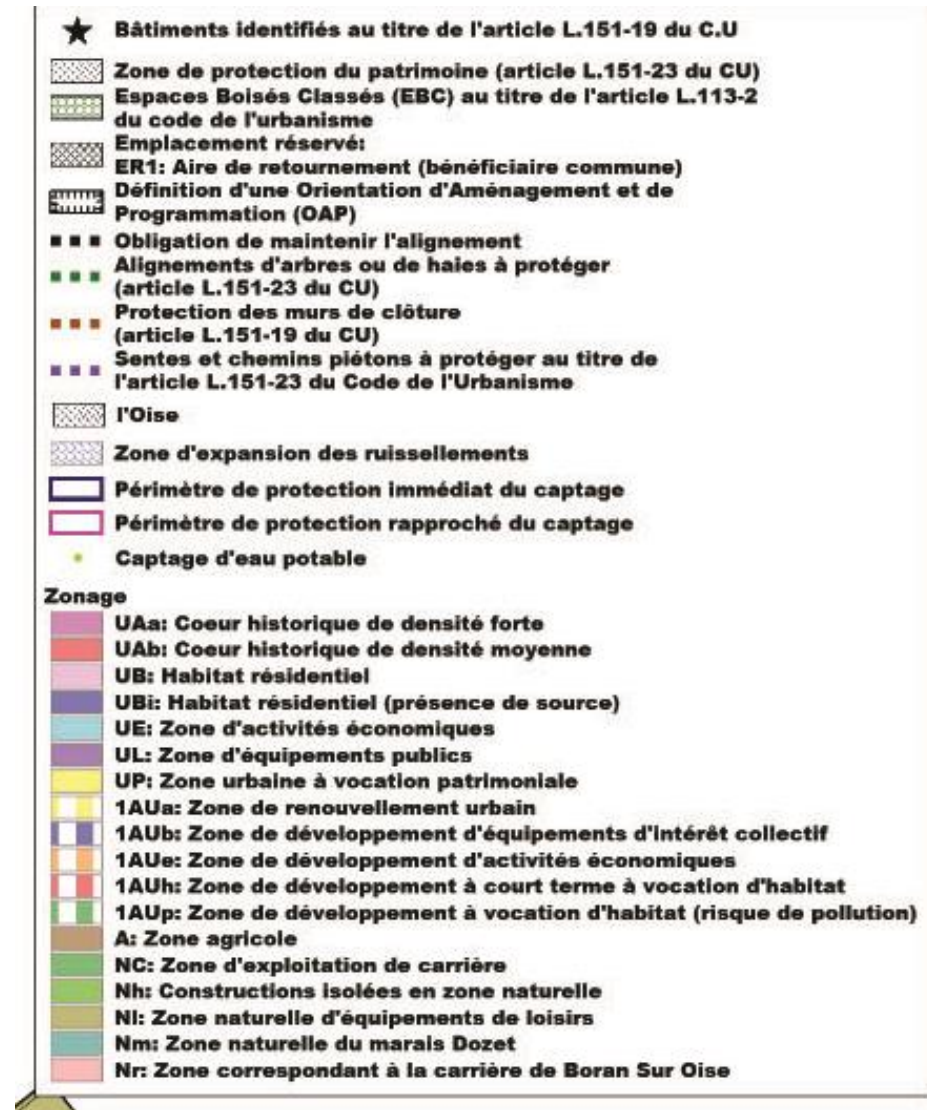 Bâtiments identifiés au titre de l'article L.151-19 du C.U
Zone de protection du patrimoine (article L.151-23 du CU)
Espaces Boisés Classés (EBC) au titre de l'article L.113-2
du code de l'urbanisme
Emplacement réservé:
ER1: Aire de retournement (bénéficiaire commune)
Définition d'une Orientation d'Aménagement et de
Programmation (OAP)
Obligation de maintenir l'alignement
Alignements d'arbres ou de haies à protéger
(article L.151-23 du CU)
Protection des murs de clôture
(article L.151-19 du CU)
Sentes et chemins piétons à protéger au titre de
l'article L.151-23 du Code de l'Urbanisme
l'Oise
Zone d'expansion des ruissellements
Périmètre de protection immédiat du captage
Périmètre de protection rapproché du captage
Captage d'eau potable
Zonage
UAa: Coeur historique de densité forte
UAb: Coeur historique de densité moyenne
UB: Habitat résidentiel
UBi: Habitat résidentiel (présence de source)
UE: Zone d'activités économiques
UL: Zone d'équipements publics
UP: Zone urbaine à vocation patrimoniale
1AUa: Zone de renouvellement urbain
1AUb: Zone de développement d'équipements d'intérêt collectif
1AUe: Zone de développement d'activités économiques
1AUh: Zone de développement à court terme à vocation d'habitat
1AUp: Zone de développement à vocation d'habitat (risque de pollution)
A: Zone agricole
NC: Zone d'exploitation de carrière
Nh: Constructions isolées en zone naturelle
Nl: Zone naturelle d'équipements de loisirs
Nm: Zone naturelle du marais Dozet
Nr: Zone correspondant à la carrière de Boran Sur Oise